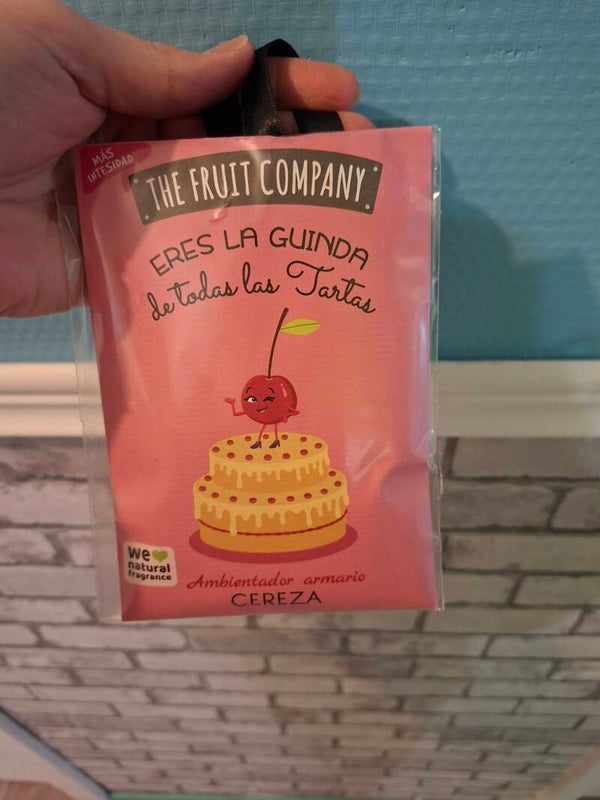 MÁS
INTESIDAD
THE FRUIT COMPANY
ERES LA GUINDA
de todas las Tartas
we
natural
fragrance
Ambientador armario
CEREZA